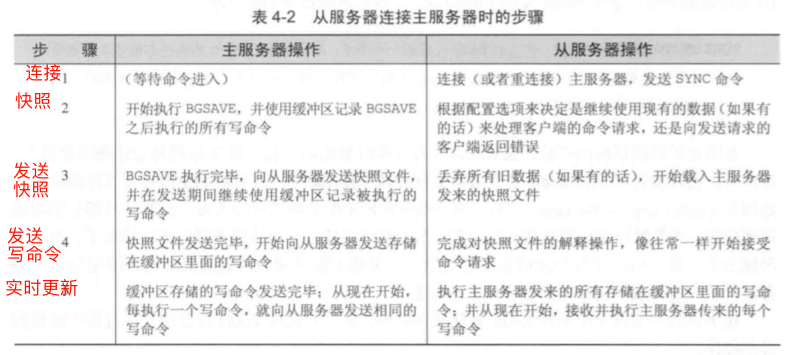 表 4-2 从服务器连接主服务器时的步骤
步 骤 主服务器操作 从服务器操作
连接 1 (等待命令进入) 连接(或者重连接)主服务器,发送 SYNC 命令
快照 2 开始执行 BGSAVE,并使用缓冲区记录 BGSAVE 根据配置选项来决定是继续使用现有的数据(如果有
之后执行的所有写命令 的话)来处理客户端的命令请求,还是向发送请求的
客户端返回错误
发送 3 BGSAVE 执行完毕,向从服务器发送快照文件, 丢弃所有旧数据(如果有的话),开始载入主服务器
快照 并在发送期间继续使用缓冲区记录被执行的 发来的快照文件
写命令
发送 4 快照文件发送完毕,开始向从服务器发送存储 完成对快照文件的解释操作,像往常一样开始接受
写命令 在缓冲区里面的写命令 命令请求
实时更新 缓冲区存储的写命令发送完毕;从现在开始, 执行主服务器发来的所有存储在缓冲区里面的写命
每执行一个写命令,就向从服务器发送相同的 令;并从现在开始,接收并执行主服务器传来的每个
写命令 写命令